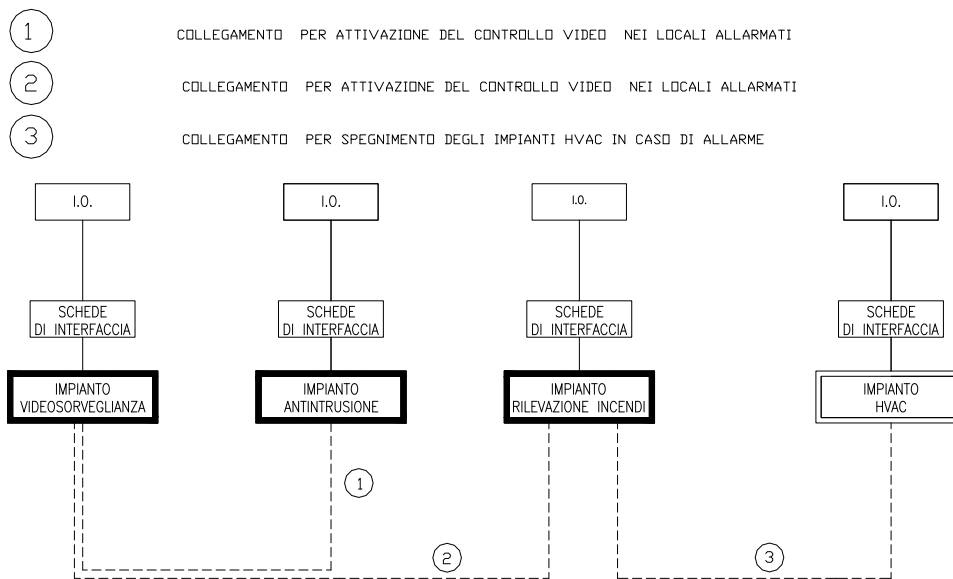 1
COLLEGAMENTO PER ATTIVAZIONE DEL CONTROLLO VIDEO NEI LOCALI ALLARMATI
2
COLLEGAMENTO PER ATTIVAZIONE DEL CONTROLLO VIDEO NEI LOCALI ALLARMATI
3
COLLEGAMENTO PER SPEGNIMENTO DEGLI IMPIANTI HVAC IN CASO DI ALLARME
I.O.
I.O.
I.O.
I.O.
SCHEDE
DI INTERFACCIA
SCHEDE
DI INTERFACCIA
SCHEDE
DI INTERFACCIA
SCHEDE
DI INTERFACCIA
IMPIANTO
VIDEOSORVEGLIANZA
IMPIANTO
ANTINTRUSIONE
IMPIANTO
RILEVAZIONE INCENDI
IMPIANTO
HVAC
1
2
3